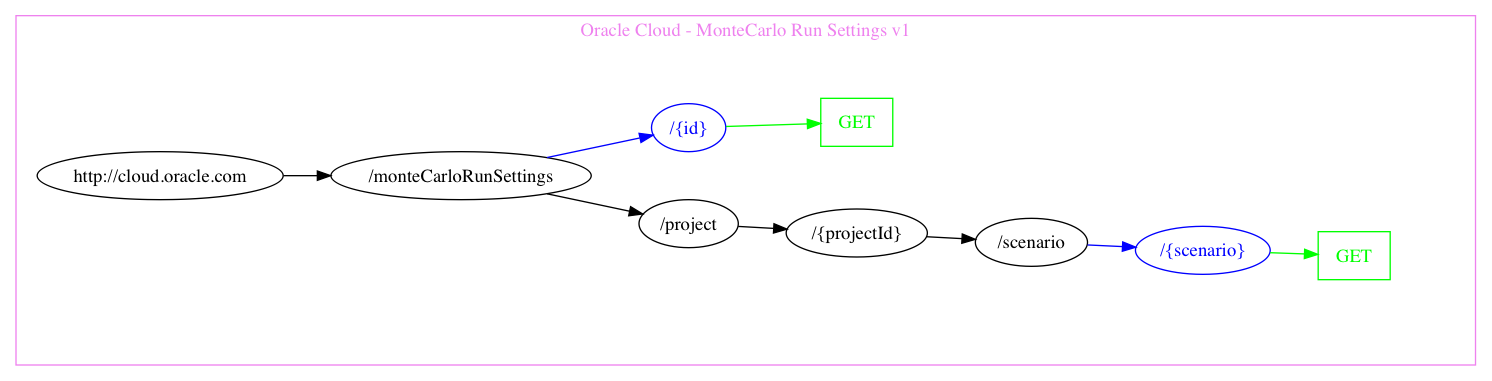 Oracle Cloud - MonteCarlo Run Settings v1
/{id}
GET
http://cloud.oracle.com
/monteCarloRunSettings
/project
/{projectId}
/scenario
/{scenario}
GET